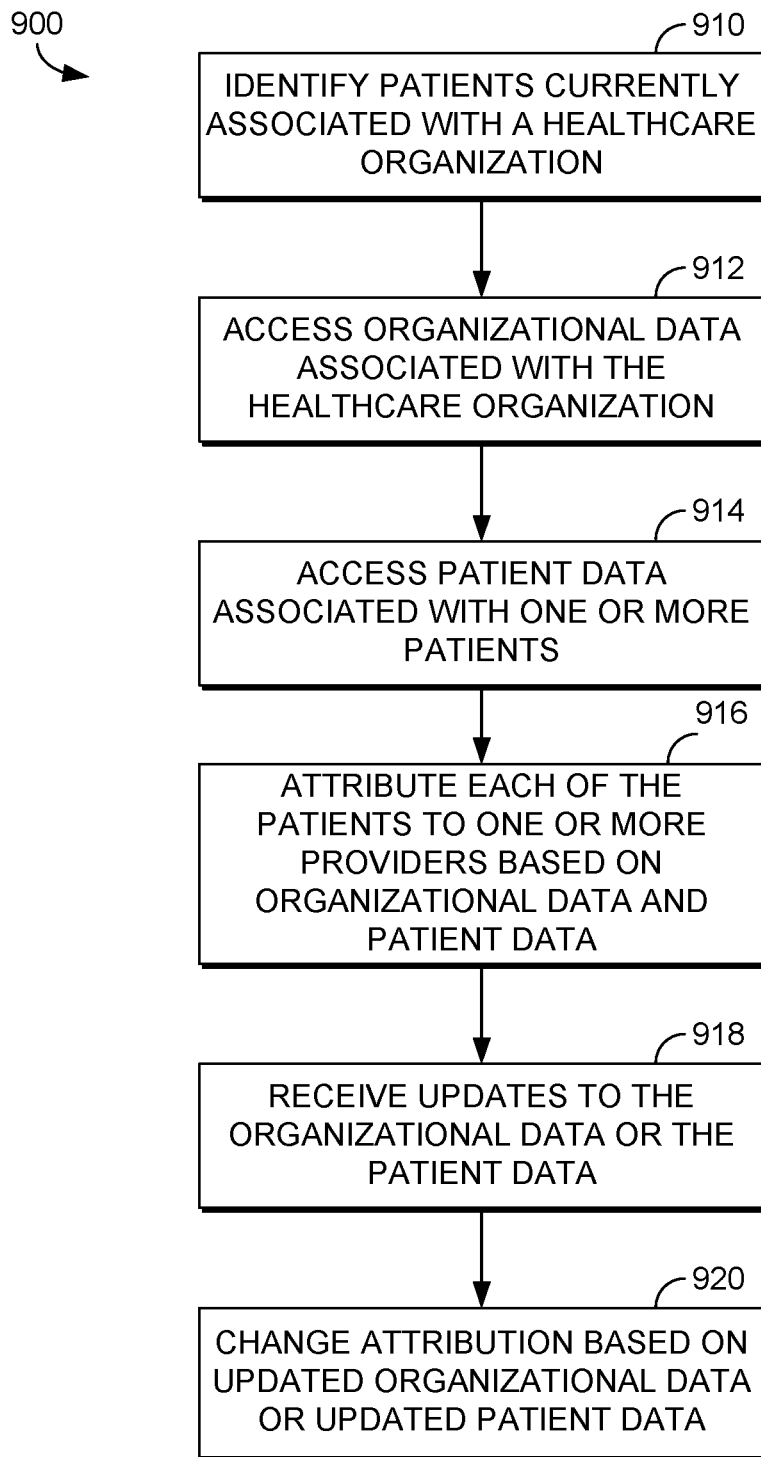 900
910
IDENTIFY PATIENTS CURRENTLY
ASSOCIATED WITH A HEALTHCARE
ORGANIZATION
912
ACCESS ORGANIZATIONAL DATA
ASSOCIATED WITH THE
HEALTHCARE ORGANIZATION
914
ACCESS PATIENT DATA
ASSOCIATED WITH ONE OR MORE
PATIENTS
916
ATTRIBUTE EACH OF THE
PATIENTS TO ONE OR MORE
PROVIDERS BASED ON
ORGANIZATIONAL DATA AND
PATIENT DATA
918
RECEIVE UPDATES TO THE
ORGANIZATIONAL DATA OR THE
PATIENT DATA
920
CHANGE ATTRIBUTION BASED ON
UPDATED ORGANIZATIONAL DATA
OR UPDATED PATIENT DATA